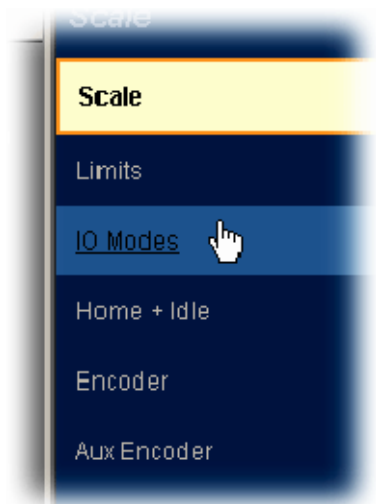 Scale
Scale
Limits
IO Modes
Home + Idle
Encoder
Aux Encoder